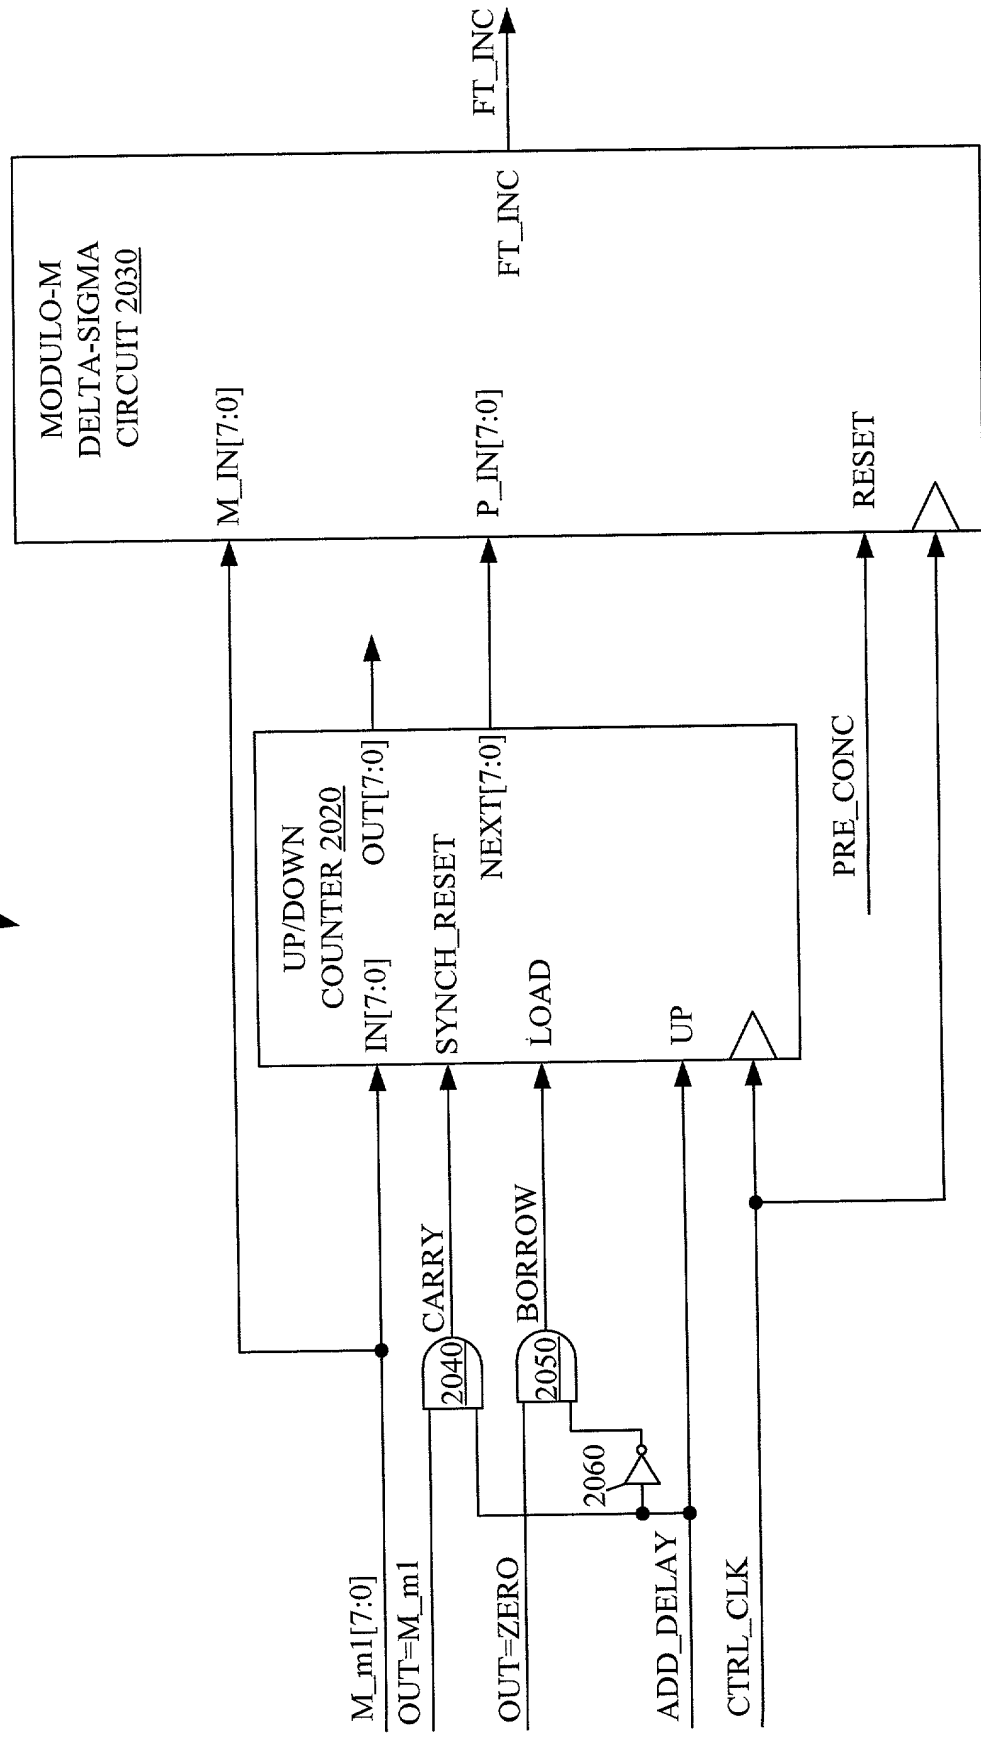 MODULO-M
DELTA-SIGMA
CIRCUIT 2030
M_IN[7:0]
P_IN[7:0]
FT_INC
FT_INC
RESET
UP/DOWN
COUNTER 2020
IN[7:0]
OUT[7:0]
SYNCH_RESET
NEXT[7:0]
LOAD
UP
M_m1[7:0]
OUT=M_m1
2040
CARRY
OUT=ZERO
2050
BORROW
2060
ADD_DELAY
CTRL_CLK
PRE_CONC